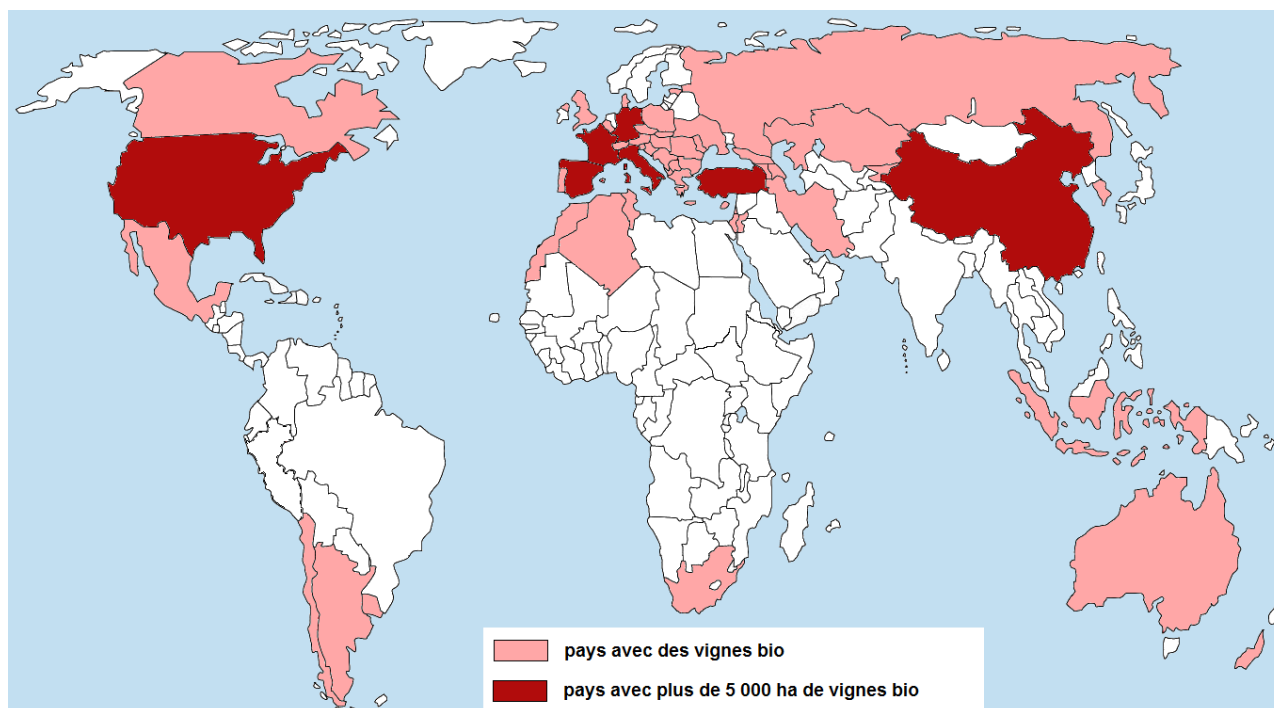 pays avec des vignes bio
pays avec plus de 5 000 ha de vignes bio